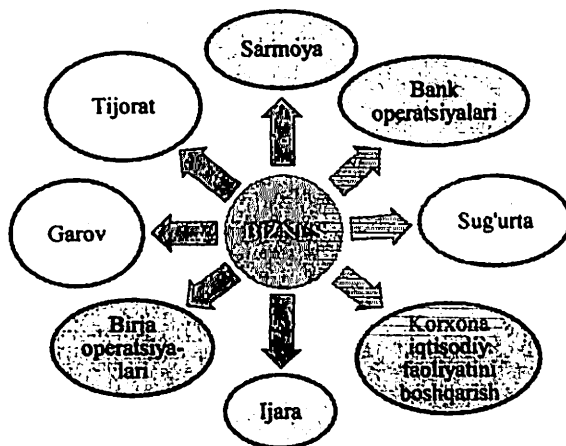 Sarmoya
Tijorat
Bank
operatsiyalari
Garov
BIZNES
Sug'urta
Birja
operatsiya-
lari
Korxona
iqtisodiy
faoliyatini
boshqarish
Ijara